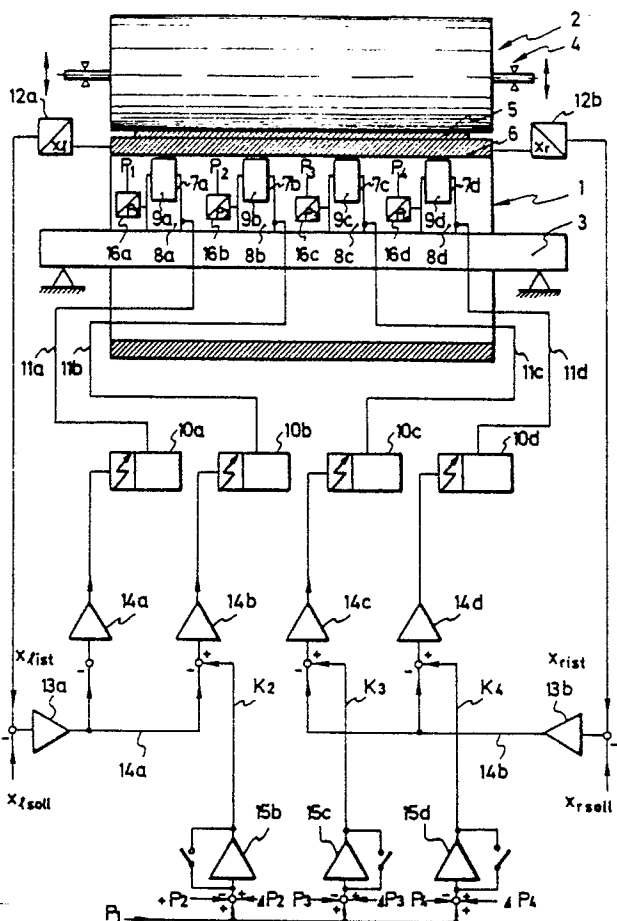 2
4
12a
12b
5
6
xl
xr
P1 P2 P3 P4
7a 7b 7c 7d
1
9a 9b 9c 9d
3
16a 8a 16b 8b 16c 8c 16d 8d
11a 11b 11c 11d
10a 10b 10c 10d
14a 14b 14c 14d
xlist
xrist
- - + - + - +
13a
K2 K3 K4
13b
- -
14a
14b
xlsoll
xrsoll
15b 15c 15d
+P2 - ΔP2 P3 - ΔP3 P4 - ΔP4
P1 + + +